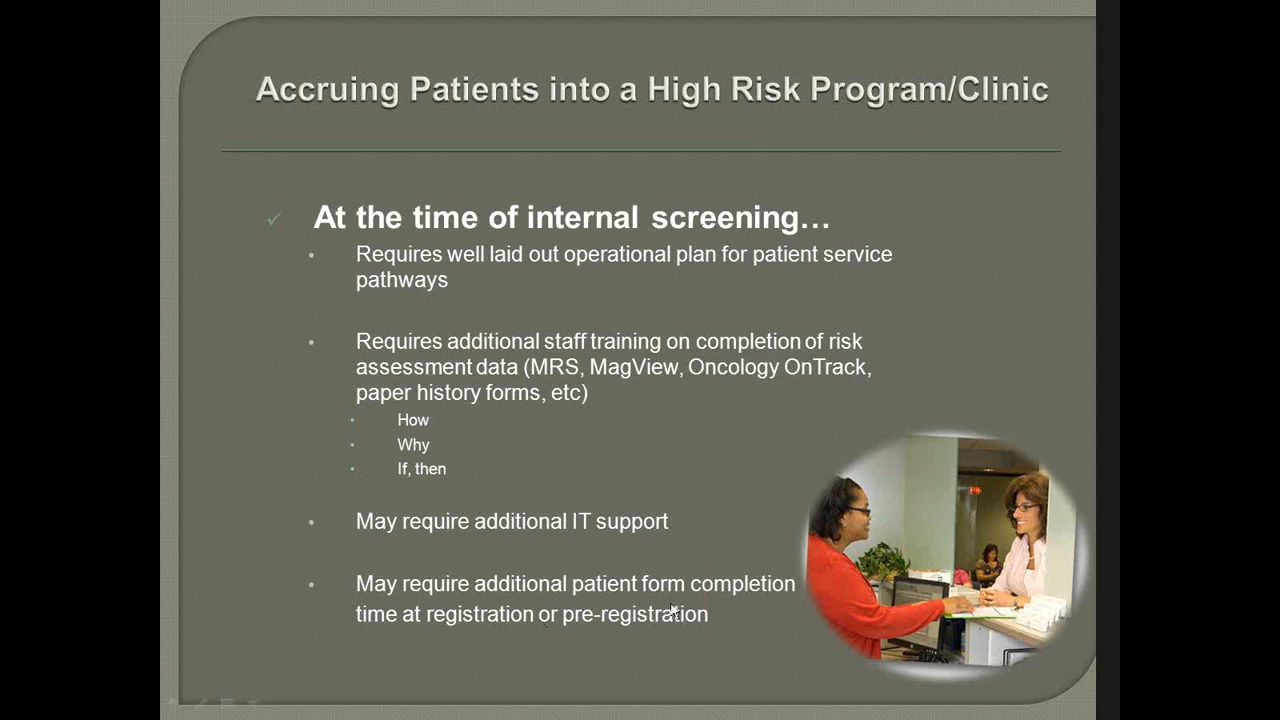 Accruing Patients into a High Risk Program/Clinic
At the time of internal screening…
Requires well laid out operational plan for patient service
pathways
Requires additional staff training on completion of risk
assessment data (MRS, MagView, Oncology OnTrack,
paper history forms, etc)
How
Why
If, then
May require additional IT support
May require additional patient form completion
time at registration or pre-registration